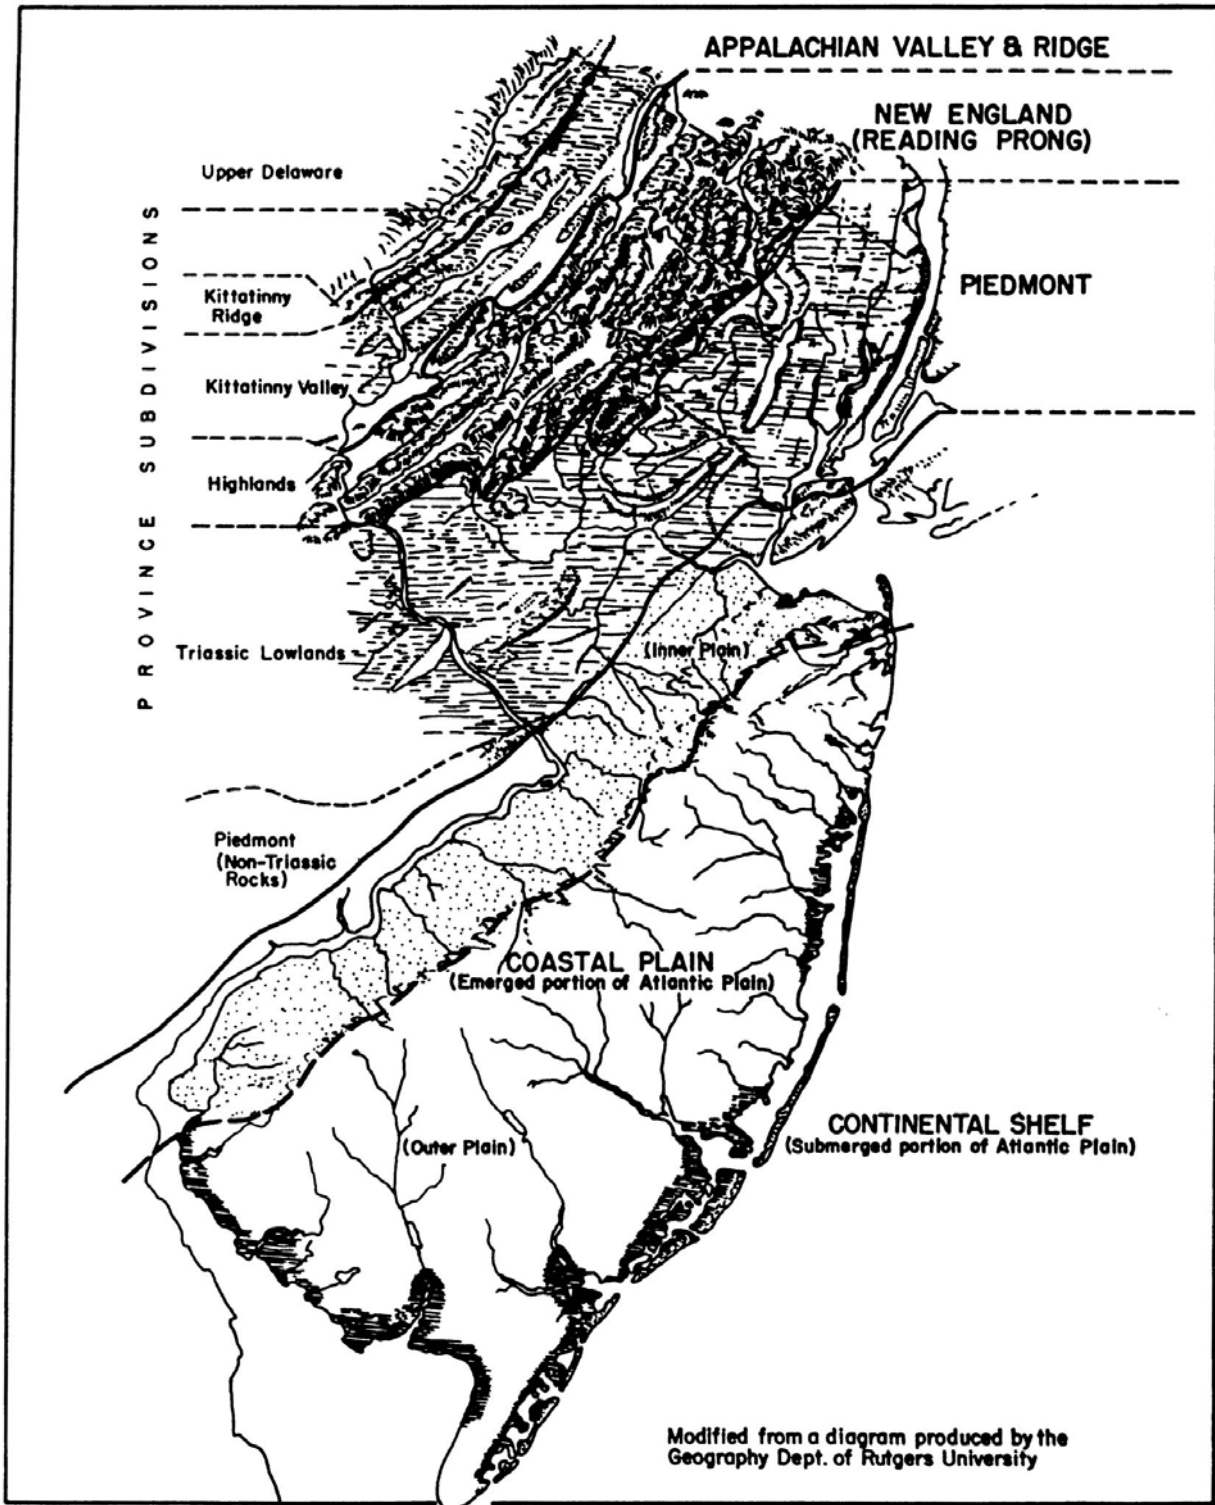 APPALACHIAN VALLEY & RIDGE
NEW ENGLAND
(READING PRONG)
Upper Delaware
PROVINCE SUBDIVISIONS
Kittatinny
Ridge
PIEDMONT
Kittatinny Valley
Highlands
Triassic Lowlands
(Inner Plain)
Piedmont
(Non-Triassic
Rocks)
COASTAL PLAIN
(Emerged portion of Atlantic Plain)
CONTINENTAL SHELF
(Submerged portion of Atlantic Plain)
(Outer Plain)
Modified from a diagram produced by the
Geography Dept. of Rutgers University